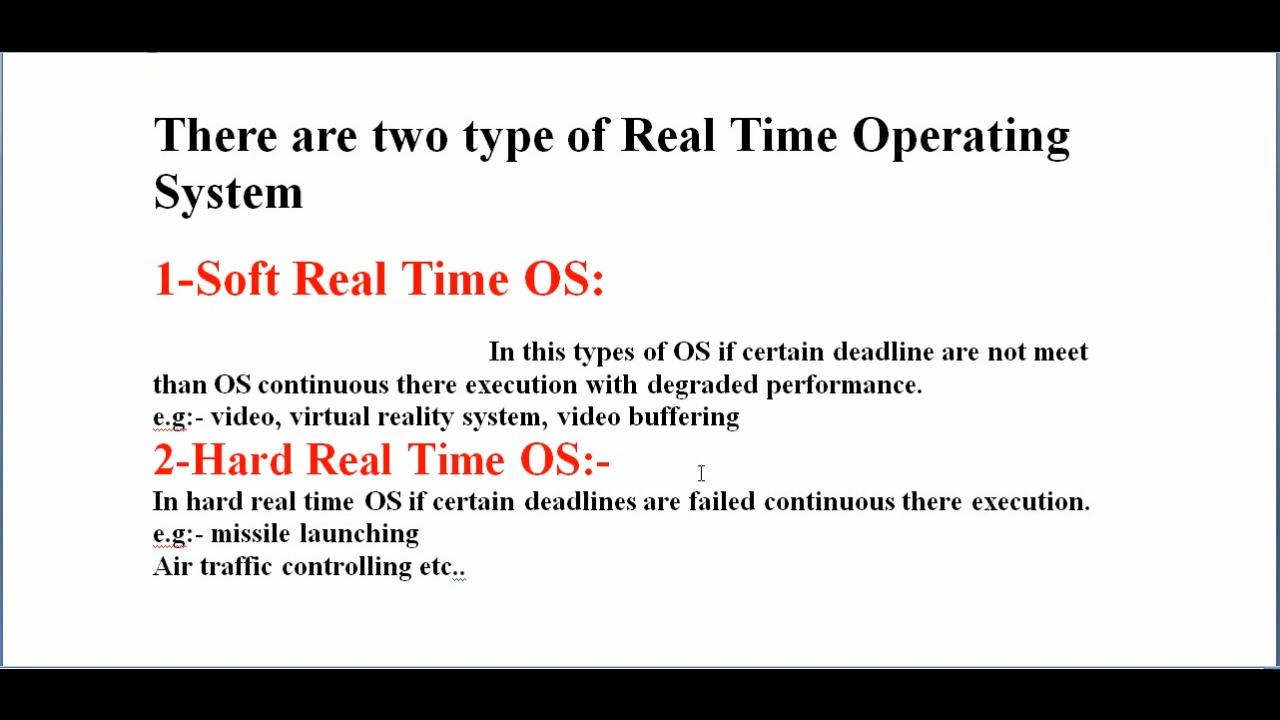 There are two type of Real Time Operating
System
1-Soft Real Time OS:
In this types of OS if certain deadline are not meet
than OS continuous there execution with degraded performance.
e.g:- video, virtual reality system, video buffering
2-Hard Real Time OS:-
In hard real time OS if certain deadlines are failed continuous there execution.
e.g:- missile launching
Air traffic controlling etc..